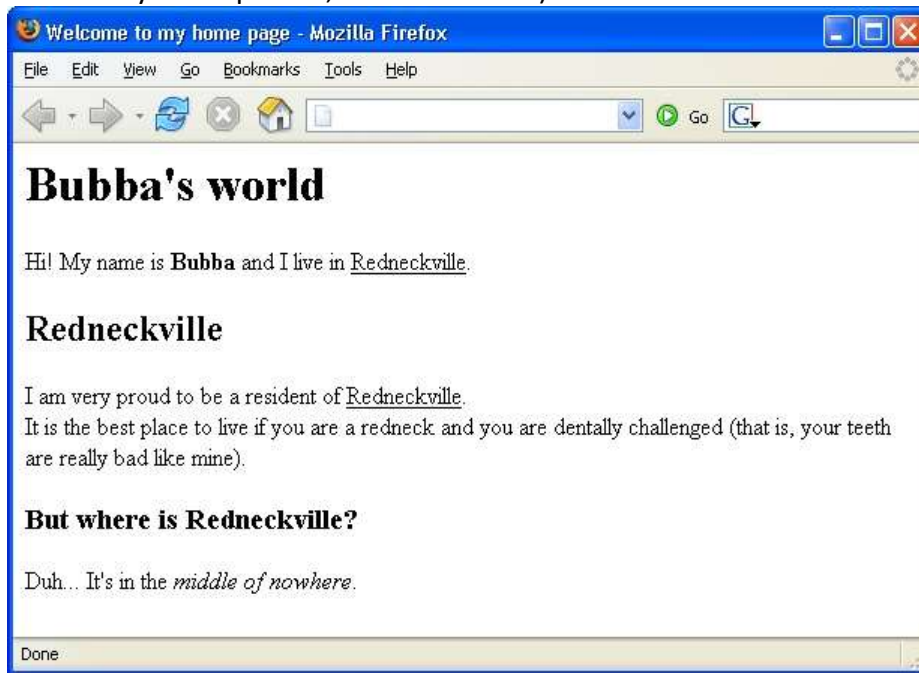 Welcome to my home page - Mozilla Firefox
File Edit View Go Bookmarks Tools Help
Go G
Bubba's world
Hi! My name is Bubba and I live in Redneckville.
Redneckville
I am very proud to be a resident of Redneckville.
It is the best place to live if you are a redneck and you are dentally challenged (that is, your teeth
are really bad like mine).
But where is Redneckville?
Duh... It's in the middle of nowhere.
Done